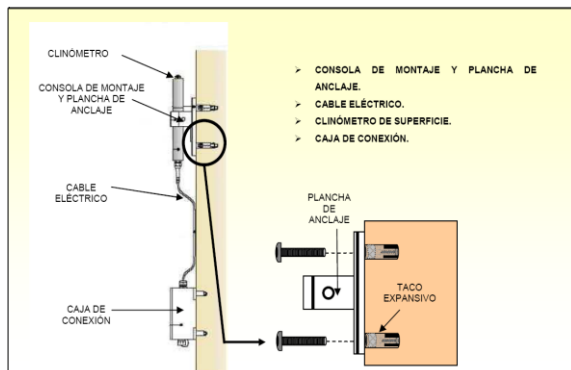 CLINÓMETRO
CONSOLA DE MONTAJE
Y PLANCHA DE
ANCLAJE
CABLE
ELÉCTRICO
CAJA DE
CONEXIÓN
➢ CONSOLA DE MONTAJE Y PLANCHA DE
ANCLAJE.
➢ CABLE ELÉCTRICO.
➢ CLINÓMETRO DE SUPERFICIE.
➢ CAJA DE CONEXIÓN.
PLANCHA
DE
ANCLAJE
TACO
EXPANSIVO